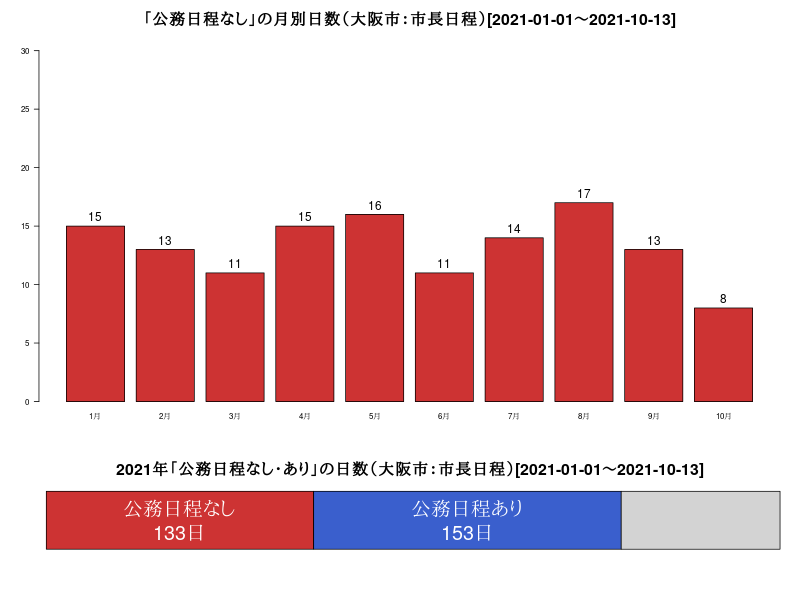 「公務日程なし」の月別日数（大阪市：市長日程）[2021-01-01～2021-10-13]
30
25
20
15
10
5
0
15
13
11
15
16
11
14
17
13
8
1月
2月
3月
4月
5月
6月
7月
8月
9月
10月
2021年「公務日程なし･あり」の日数（大阪市：市長日程）[2021-01-01～2021-10-13]
公務日程なし
133日
公務日程あり
153日